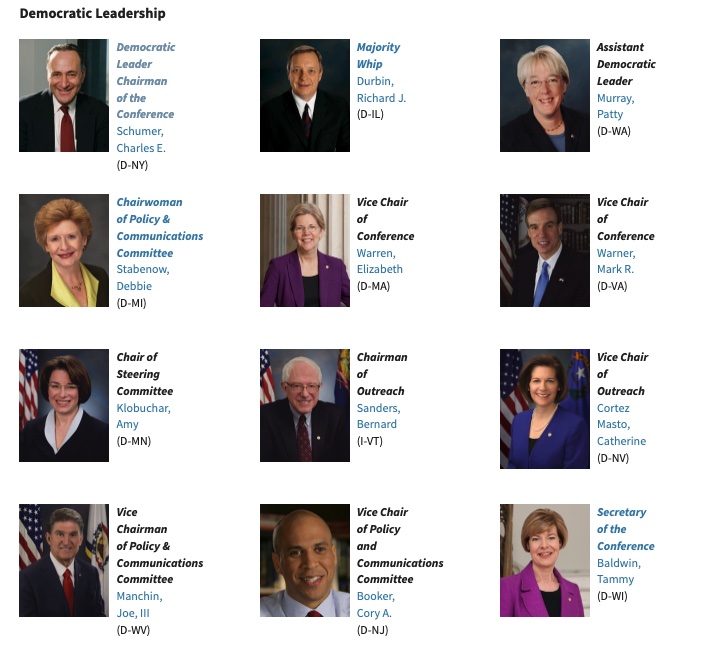 Democratic Leadership
Democratic
Leader
Chairman
of the
Conference
Schumer,
Charles E.
(D-NY)
Majority
Whip
Durbin,
Richard J.
(D-IL)
Assistant
Democratic
Leader
Murray,
Patty
(D-WA)
Chairwoman
of Policy &
Communications
Committee
Stabenow,
Debbie
(D-MI)
Vice Chair
of
Conference
Warren,
Elizabeth
(D-MA)
Vice Chair
of
Conference
Warner,
Mark R.
(D-VA)
Chair of
Steering
Committee
Klobuchar,
Amy
(D-MN)
Chairman
of
Outreach
Sanders,
Bernard
(I-VT)
Vice Chair
of
Outreach
Cortez
Masto,
Catherine
(D-NV)
Vice
Chairman
of Policy &
Communications
Committee
Manchin,
Joe, III
(D-WV)
Vice Chair
of Policy
and
Communications
Committee
Booker,
Cory A.
(D-NJ)
Secretary
of the
Conference
Baldwin,
Tammy
(D-WI)